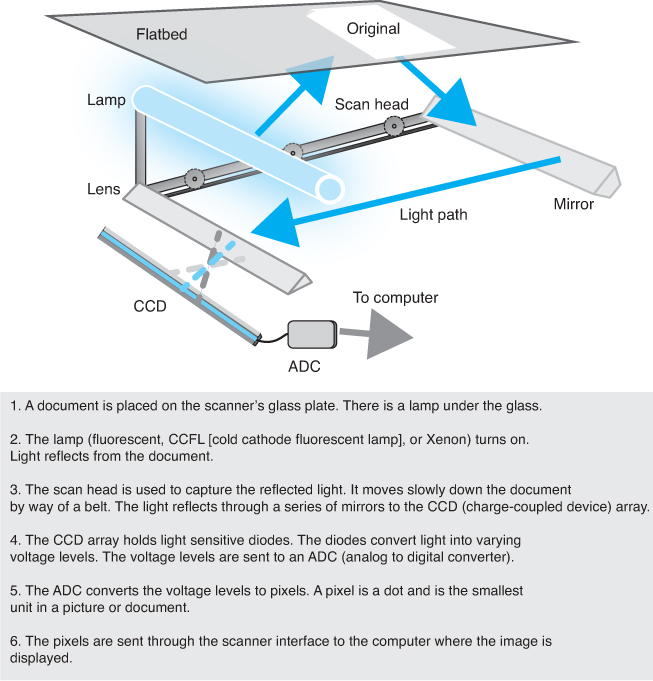 Flatbed
Original
Lamp
Scan head
Lens
Mirror
Light path
CCD
To computer
ADC
1. A document is placed on the scanner’s glass plate. There is a lamp under the glass.
2. The lamp (fluorescent, CCFL [cold cathode fluorescent lamp], or Xenon) turns on.
Light reflects from the document.
3. The scan head is used to capture the reflected light. It moves slowly down the document
by way of a belt. The light reflects through a series of mirrors to the CCD (charge-coupled device) array.
4. The CCD array holds light sensitive diodes. The diodes convert light into varying
voltage levels. The voltage levels are sent to an ADC (analog to digital converter).
5. The ADC converts the voltage levels to pixels. A pixel is a dot and is the smallest
unit in a picture or document.
6. The pixels are sent through the scanner interface to the computer where the image is
displayed.